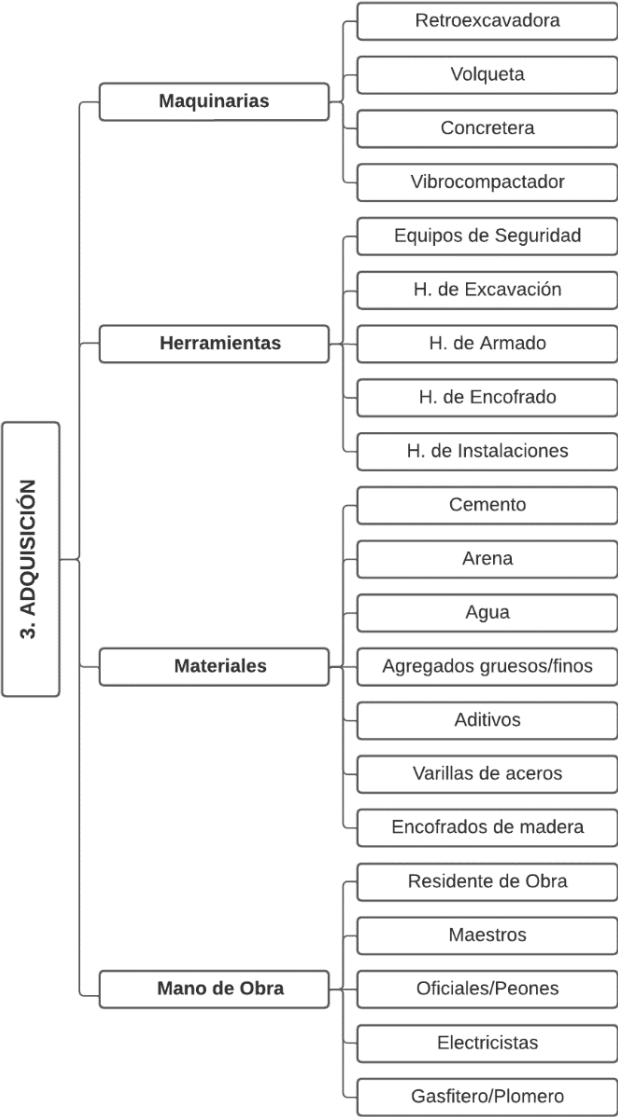 3. ADQUISICIÓN
Maquinarias
Retroexcavadora
Volqueta
Concretera
Vibrocompactador
Herramientas
Equipos de Seguridad
H. de Excavación
H. de Armado
H. de Encofrado
H. de Instalaciones
Materiales
Cemento
Arena
Agua
Agregados gruesos/finos
Aditivos
Varillas de aceros
Encofrados de madera
Mano de Obra
Residente de Obra
Maestros
Oficiales/Peones
Electricistas
Gasfitero/Plomero